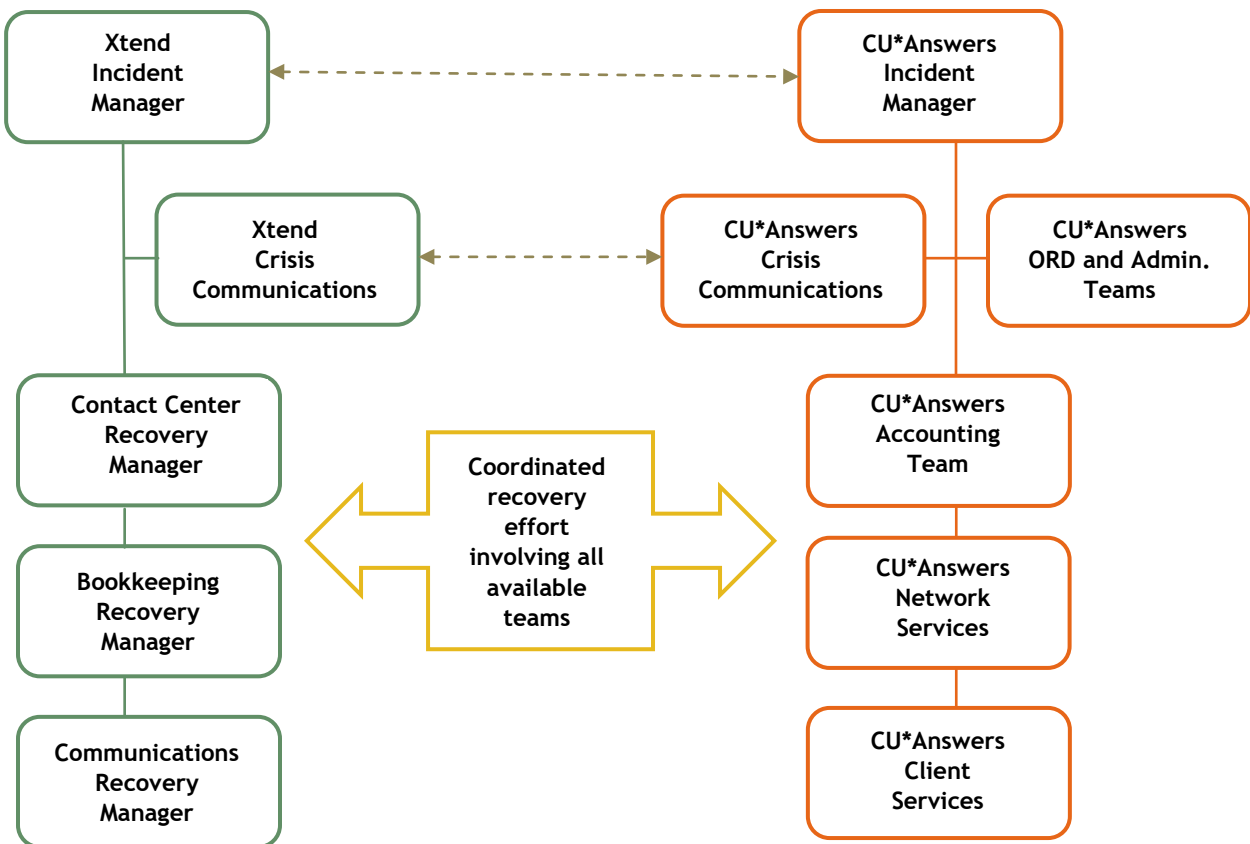 Xtend
Incident
Manager
CU*Answers
Incident
Manager
Xtend
Crisis
Communications
CU*Answers
Crisis
Communications
CU*Answers
ORD and Admin.
Teams
Contact Center
Recovery
Manager
Coordinated
recovery
effort
involving all
available
teams
CU*Answers
Accounting
Team
Bookkeeping
Recovery
Manager
CU*Answers
Network
Services
Communications
Recovery
Manager
CU*Answers
Client
Services